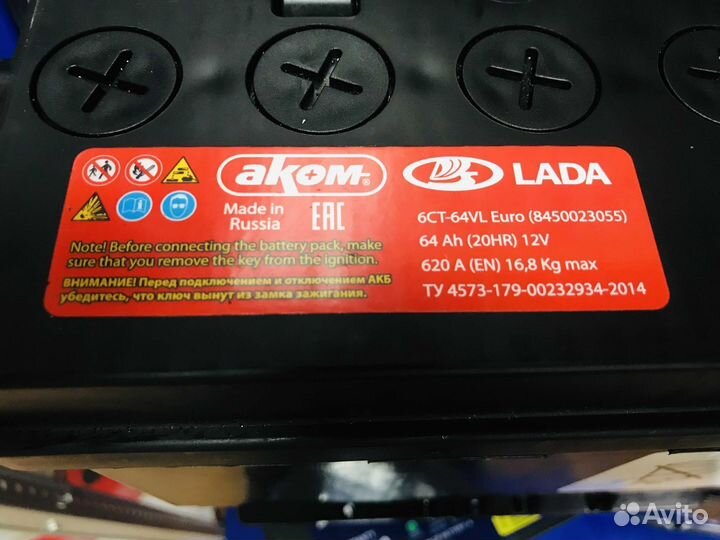 akom®
LADA
Made in
Russia
EAC
6СТ-64VL Euro (8450023055)
64 Ah (20HR) 12V
620 A (EN) 16,8 Kg max
ТУ 4573-179-00232934-2014
Note! Before connecting the battery pack, make
sure that you remove the key from the ignition.
ВНИМАНИЕ! Перед подключением и отключением АКБ
убедитесь, что ключ вынут из замка зажигания.
Avito